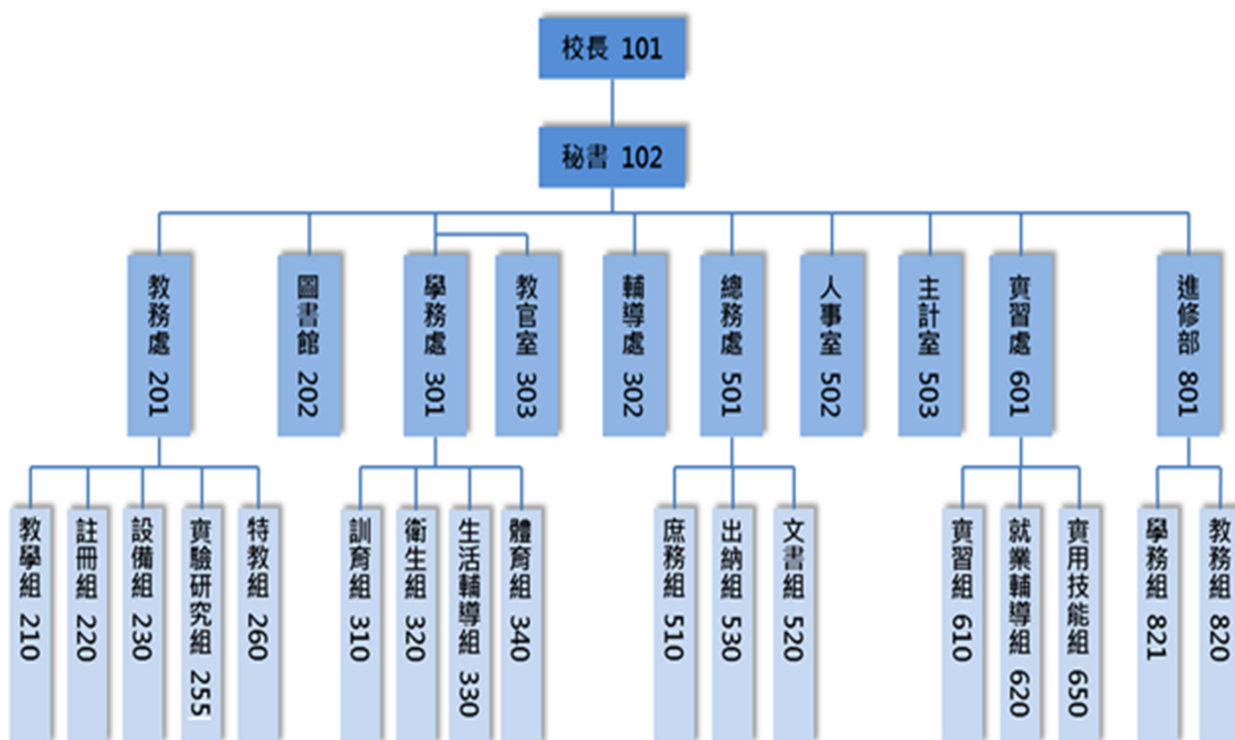 校長 101
秘書 102
教務處 201
圖書館 202
學務處 301
教官室 303
輔導處 302
總務處 501
人事室 502
主計室 503
實習處 601
進修部 801
教學組 210
註冊組 220
設備組 230
實驗研究組 255
特教組 260
訓育組 310
衛生組 320
生活輔導組 330
體育組 340
庶務組 510
出納組 530
文書組 520
實習組 610
就業輔導組 620
實用技能組 650
學務組 821
教務組 820